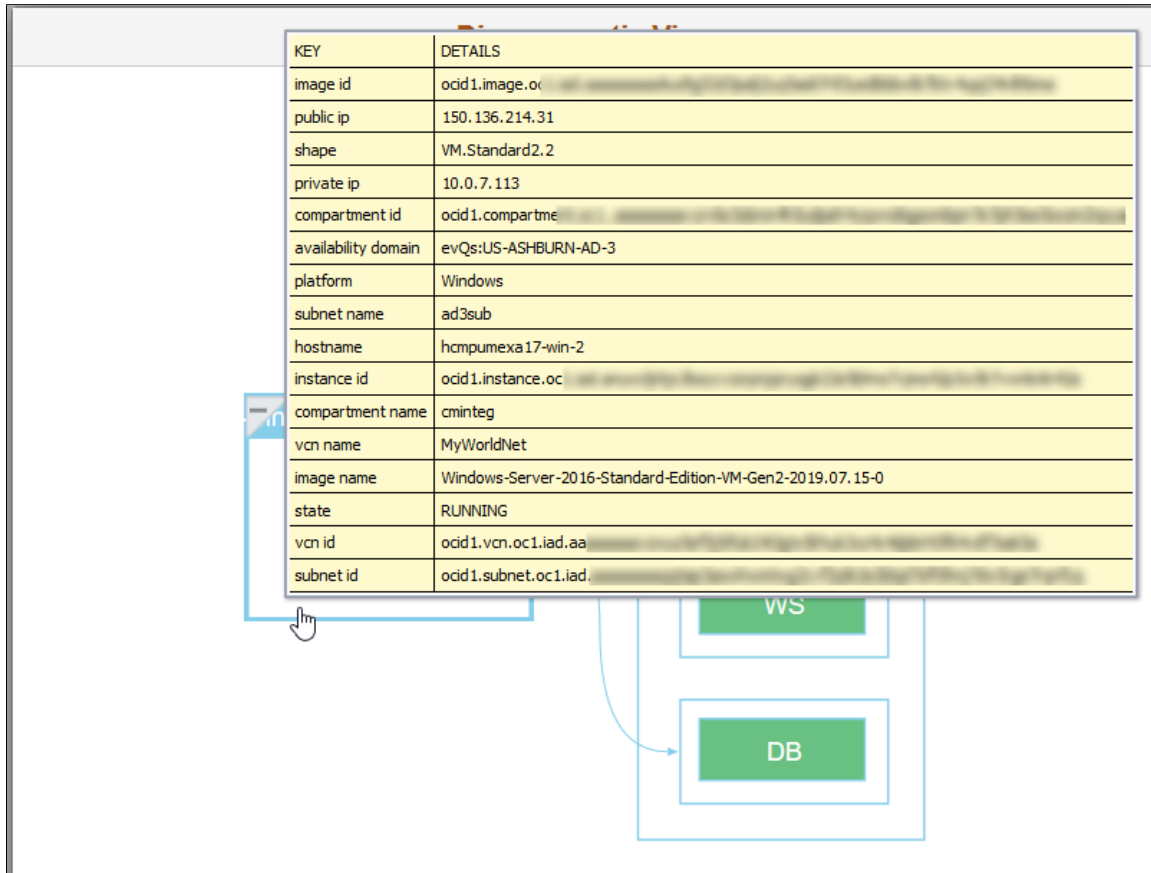 KEY DETAILS
image id ocid1.image.oc
public ip 150.136.214.31
shape VM.Standard2.2
private ip 10.0.7.113
compartment id ocid1.compartme
availability domain evQs:US-ASHBURN-AD-3
platform Windows
subnet name ad3sub
hostname hcmpumexa17-win-2
instance id ocid1.instance.oc
compartment name cminteg
vcn name MyWorldNet
image name Windows-Server-2016-Standard-Edition-VM-Gen2-2019.07.15-0
state RUNNING
vcn id ocid1.vcn.oc1.iad.aa
subnet id ocid1.subnet.oc1.iad.
WS
DB